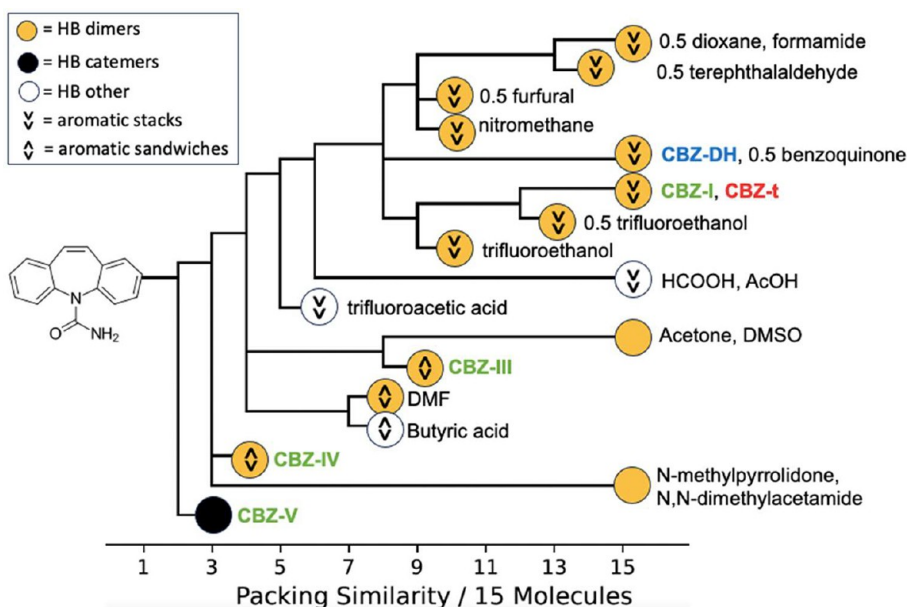 = HB dimers
= HB catemers
= HB other
= aromatic stacks
= aromatic sandwiches
0.5 dioxane, formamide
0.5 terephthalaldehyde
0.5 furfural
nitromethane
CBZ-DH, 0.5 benzoquinone
CBZ-I, CBZ-t
0.5 trifluoroethanol
trifluoroethanol
HCOOH, AcOH
trifluoroacetic acid
Acetone, DMSO
CBZ-III
DMF
Butyric acid
CBZ-IV
N-methylpyrrolidone,
N,N-dimethylacetamide
CBZ-V
N
O
NH₂
1 3 5 7 9 11 13 15
Packing Similarity / 15 Molecules